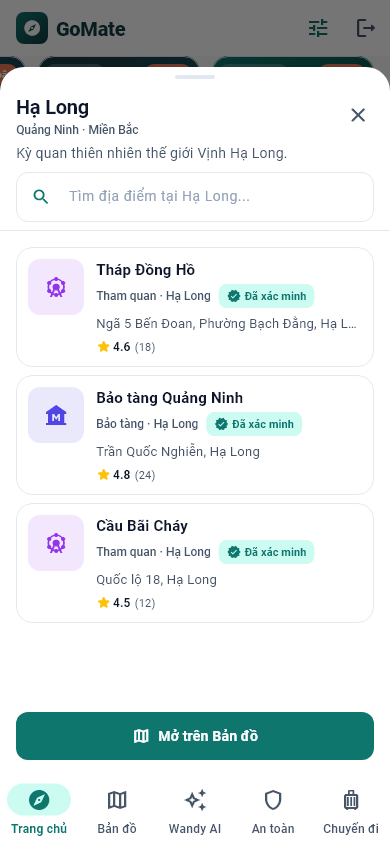 GoMate
Hạ Long
Quảng Ninh · Miền Bắc
Kỳ quan thiên nhiên thế giới Vịnh Hạ Long.
Tìm địa điểm tại Hạ Long...
Tháp Đồng Hồ
Tham quan · Hạ Long Đã xác minh
Ngã 5 Bến Đoan, Phường Bạch Đằng, Hạ L...
4.6 (18)
Bảo tàng Quảng Ninh
Bảo tàng · Hạ Long Đã xác minh
Trần Quốc Nghiễn, Hạ Long
4.8 (24)
Cầu Bãi Cháy
Tham quan · Hạ Long Đã xác minh
Quốc lộ 18, Hạ Long
4.5 (12)
Mở trên Bản đồ
Trang chủ Bản đồ Wandy AI An toàn Chuyến đi